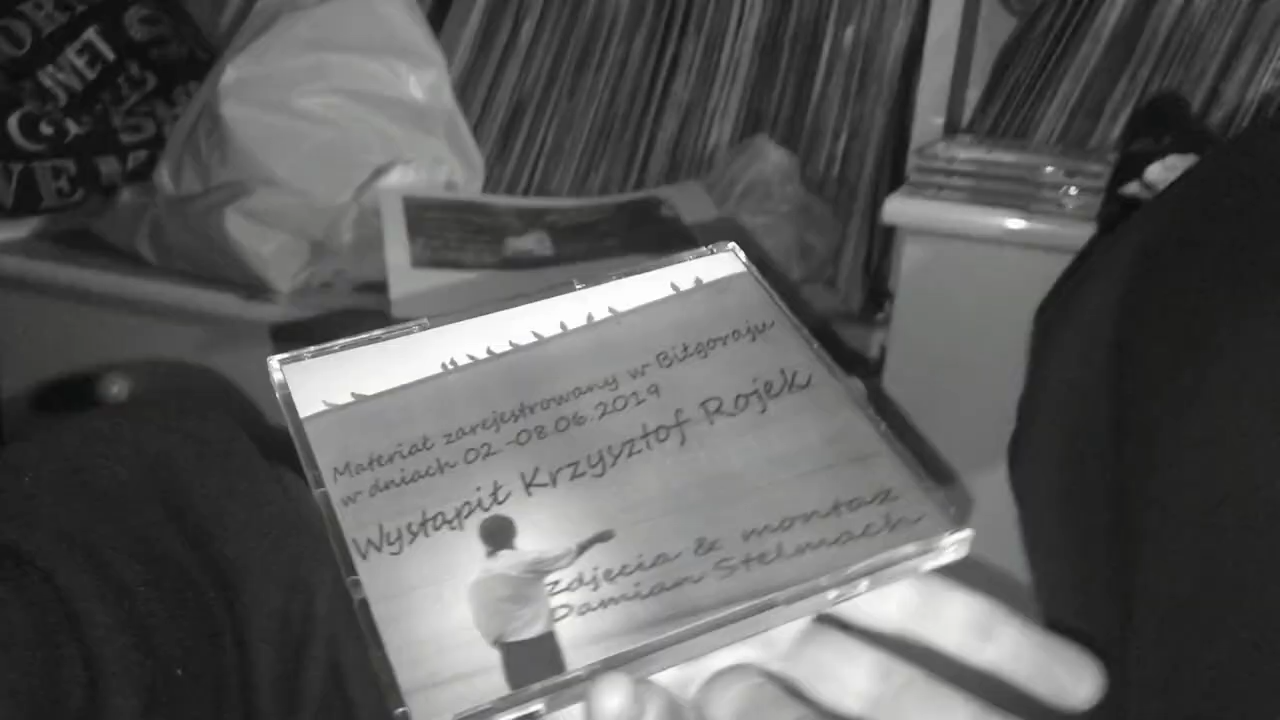 Materiał zarejestrowany w Biłgoraju
w dniach 02.-08.06.2019
Wystąpił Krzysztof Rojek
zdjęcia & montaż
Damian Stelmach